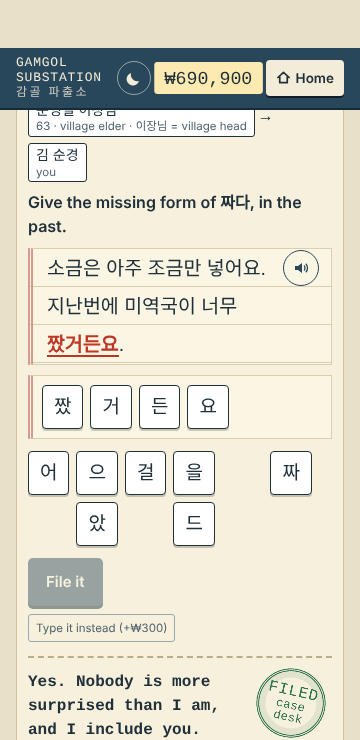 GAMGOL
SUBSTATION
감골 파출소
₩690,900
Home
63 · village elder · 이장님 = village head
→
김 순경
you
Give the missing form of 짜다, in the
past.
소금은 아주 조금만 넣어요.
지난번에 미역국이 너무
짰거든요.
짰 거 든 요
어 으 걸 을 짜
았 드
File it
Type it instead (+₩300)
Yes. Nobody is more
surprised than I am,
and I include you.
FILED
case
desk